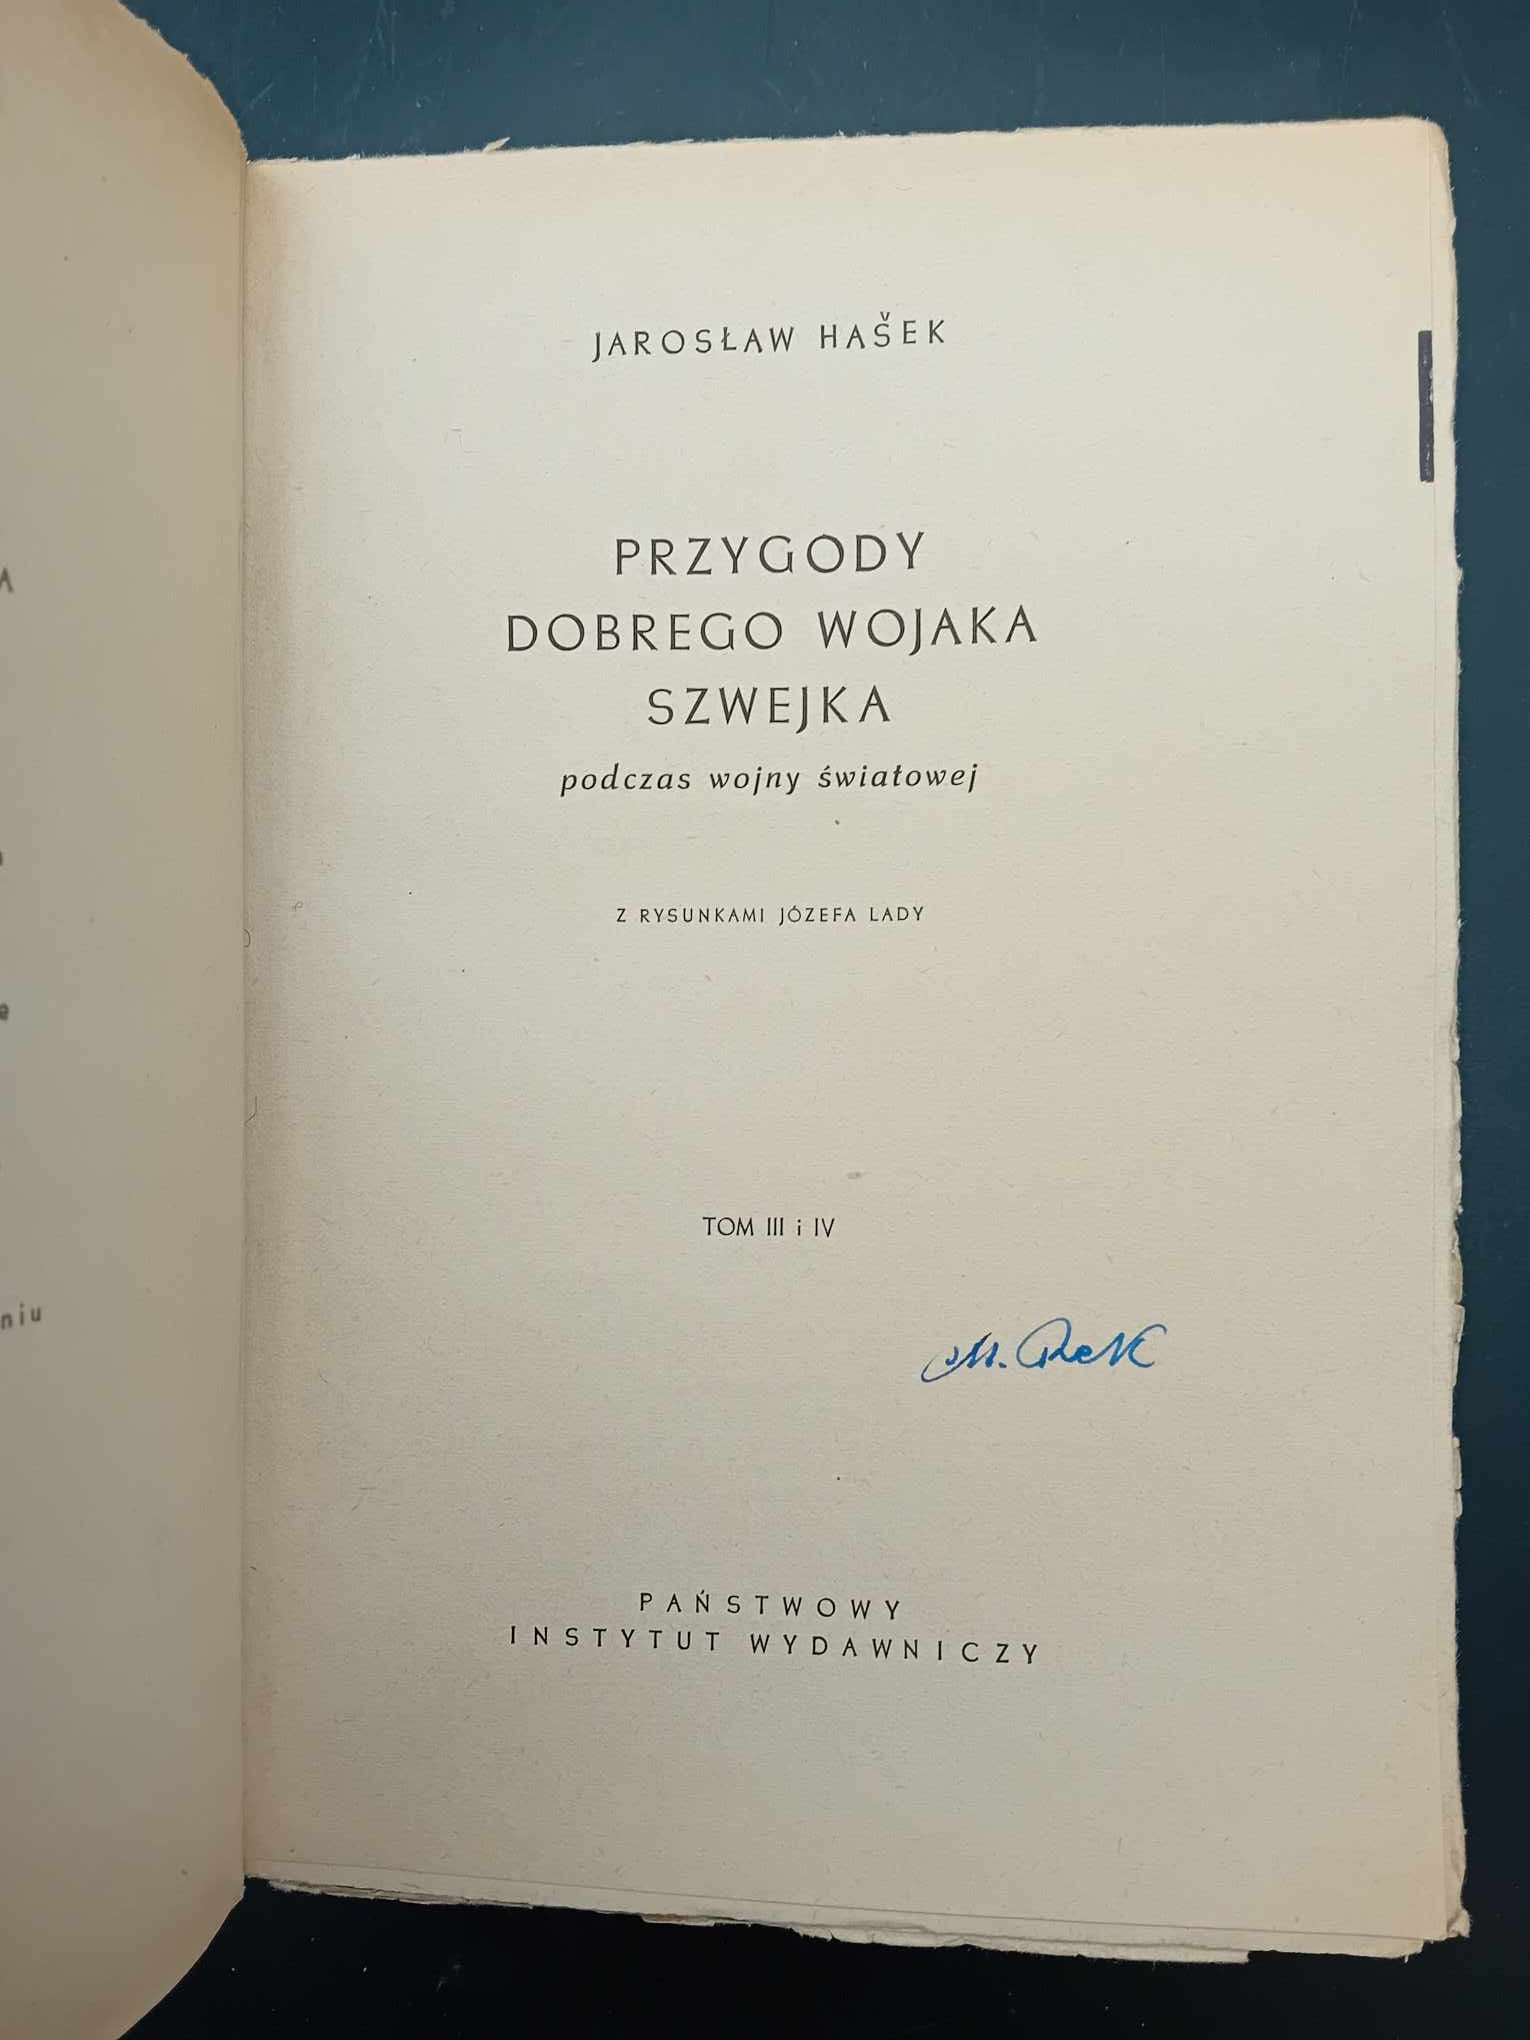 JAROSŁAW HAŠEK
PRZYGODY
DOBREGO WOJAKA
SZWEJKA
podczas wojny światowej
Z RYSUNKAMI JÓZEFA LADY
TOM III i IV
PAŃSTWOWY
INSTYTUT WYDAWNICZY